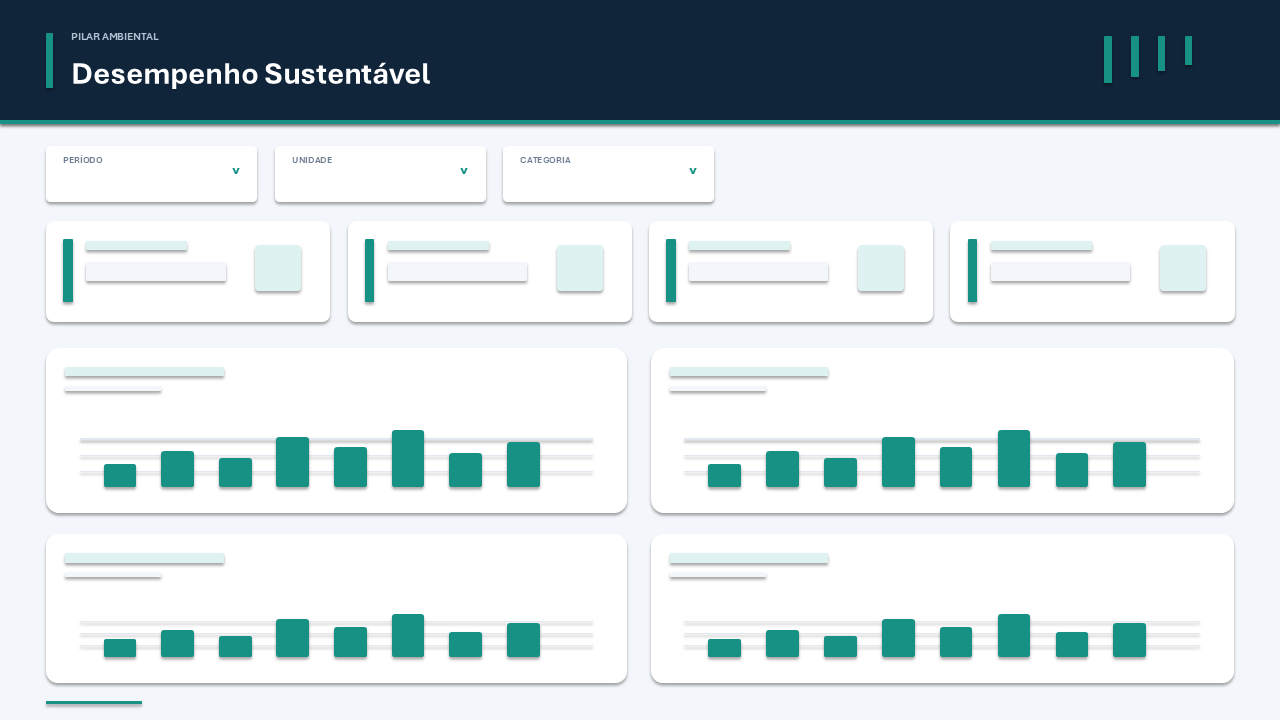 PILAR AMBIENTAL
Desempenho Sustentável
PERÍODO
v
UNIDADE
v
CATEGORIA
v